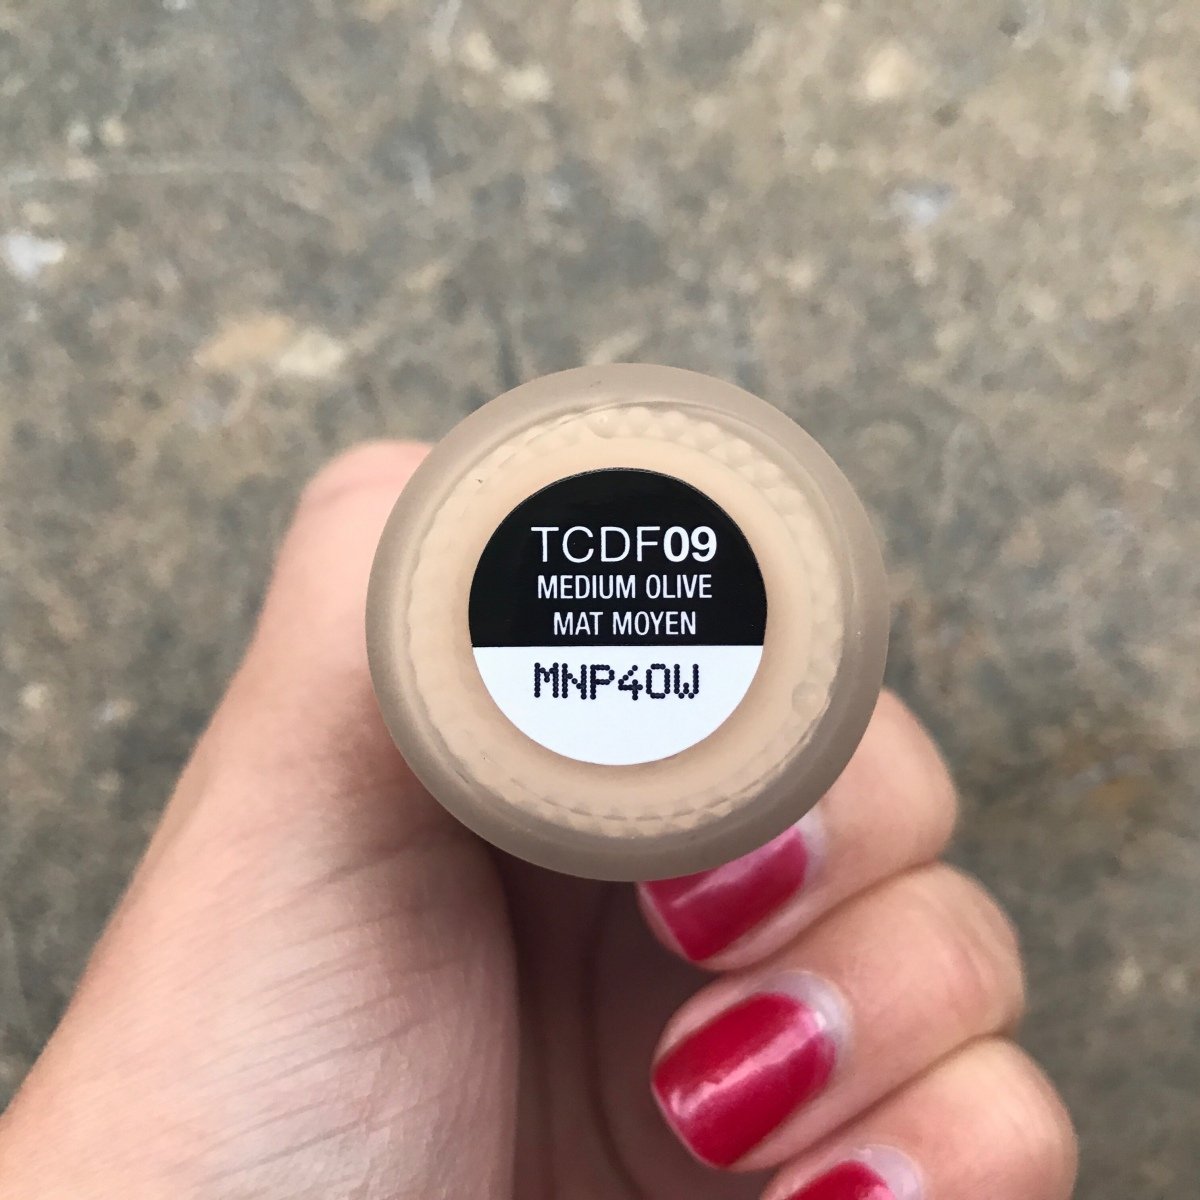 TCDF09
MEDIUM OLIVE
MAT MOYEN
MNP40W